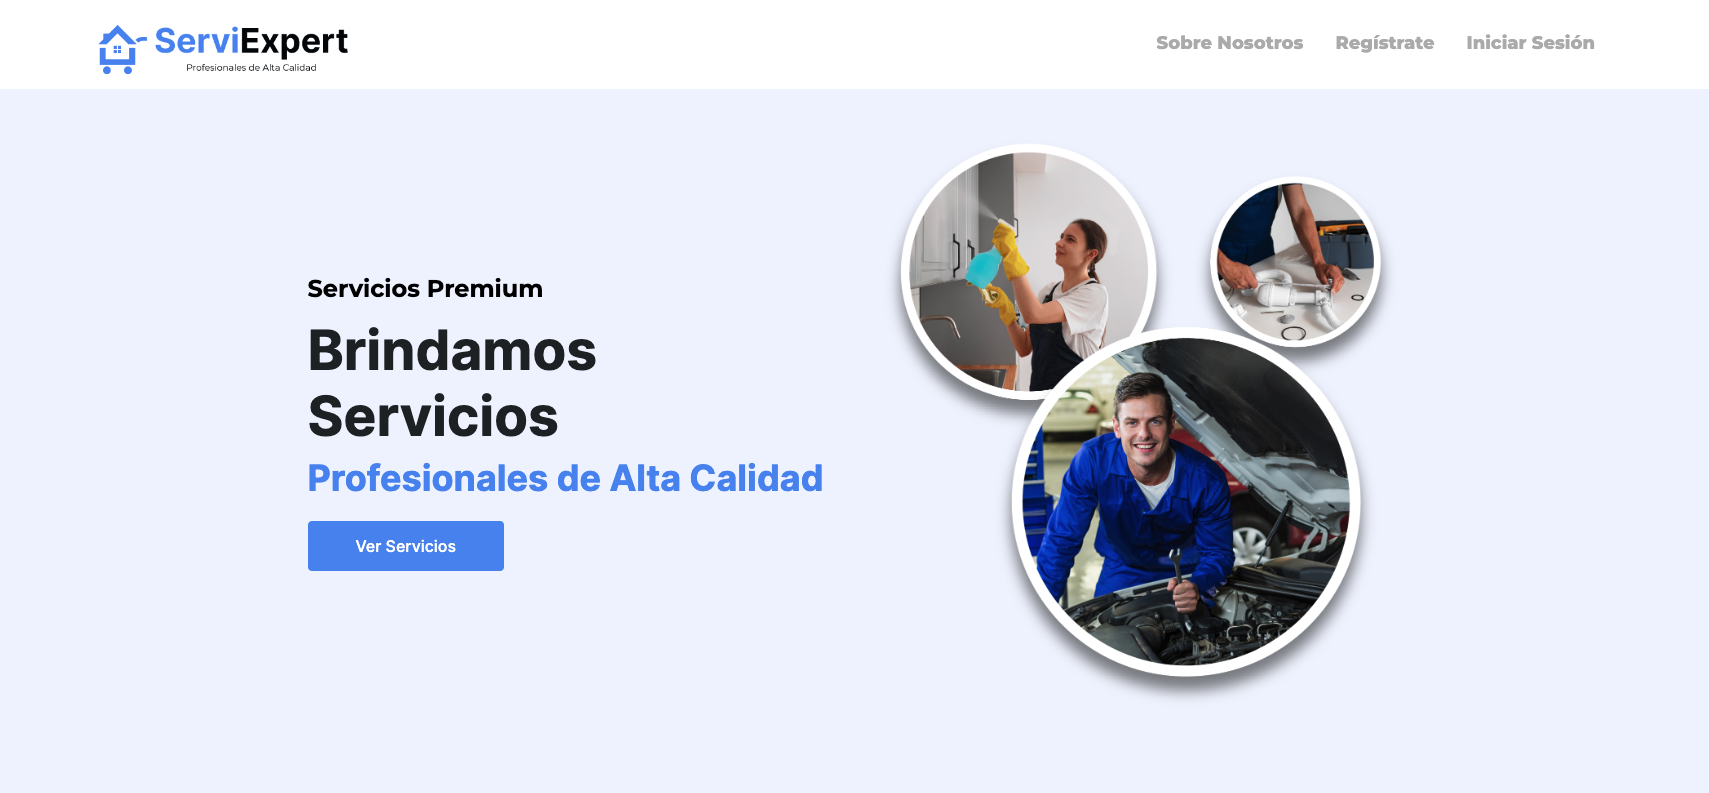 ServiExpert
Profesionales de Alta Calidad
Sobre Nosotros
Regístrate
Iniciar Sesión
Servicios Premium
Brindamos
Servicios
Profesionales de Alta Calidad
Ver Servicios